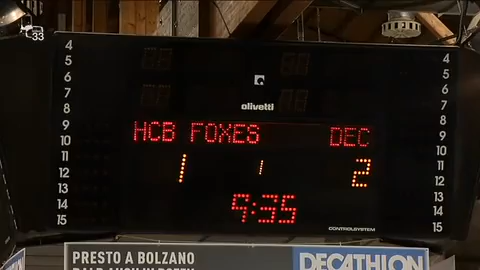 33
4 4
5 5
6 6
7 7
8 8
9 9
10 10
11 11
12 12
13 13
14 14
15 15
olivetti
HCB FOXES DEC
1 1 2
9:35
CONTROLSYSTEM
PRESTO A BOLZANO
DECATHLON